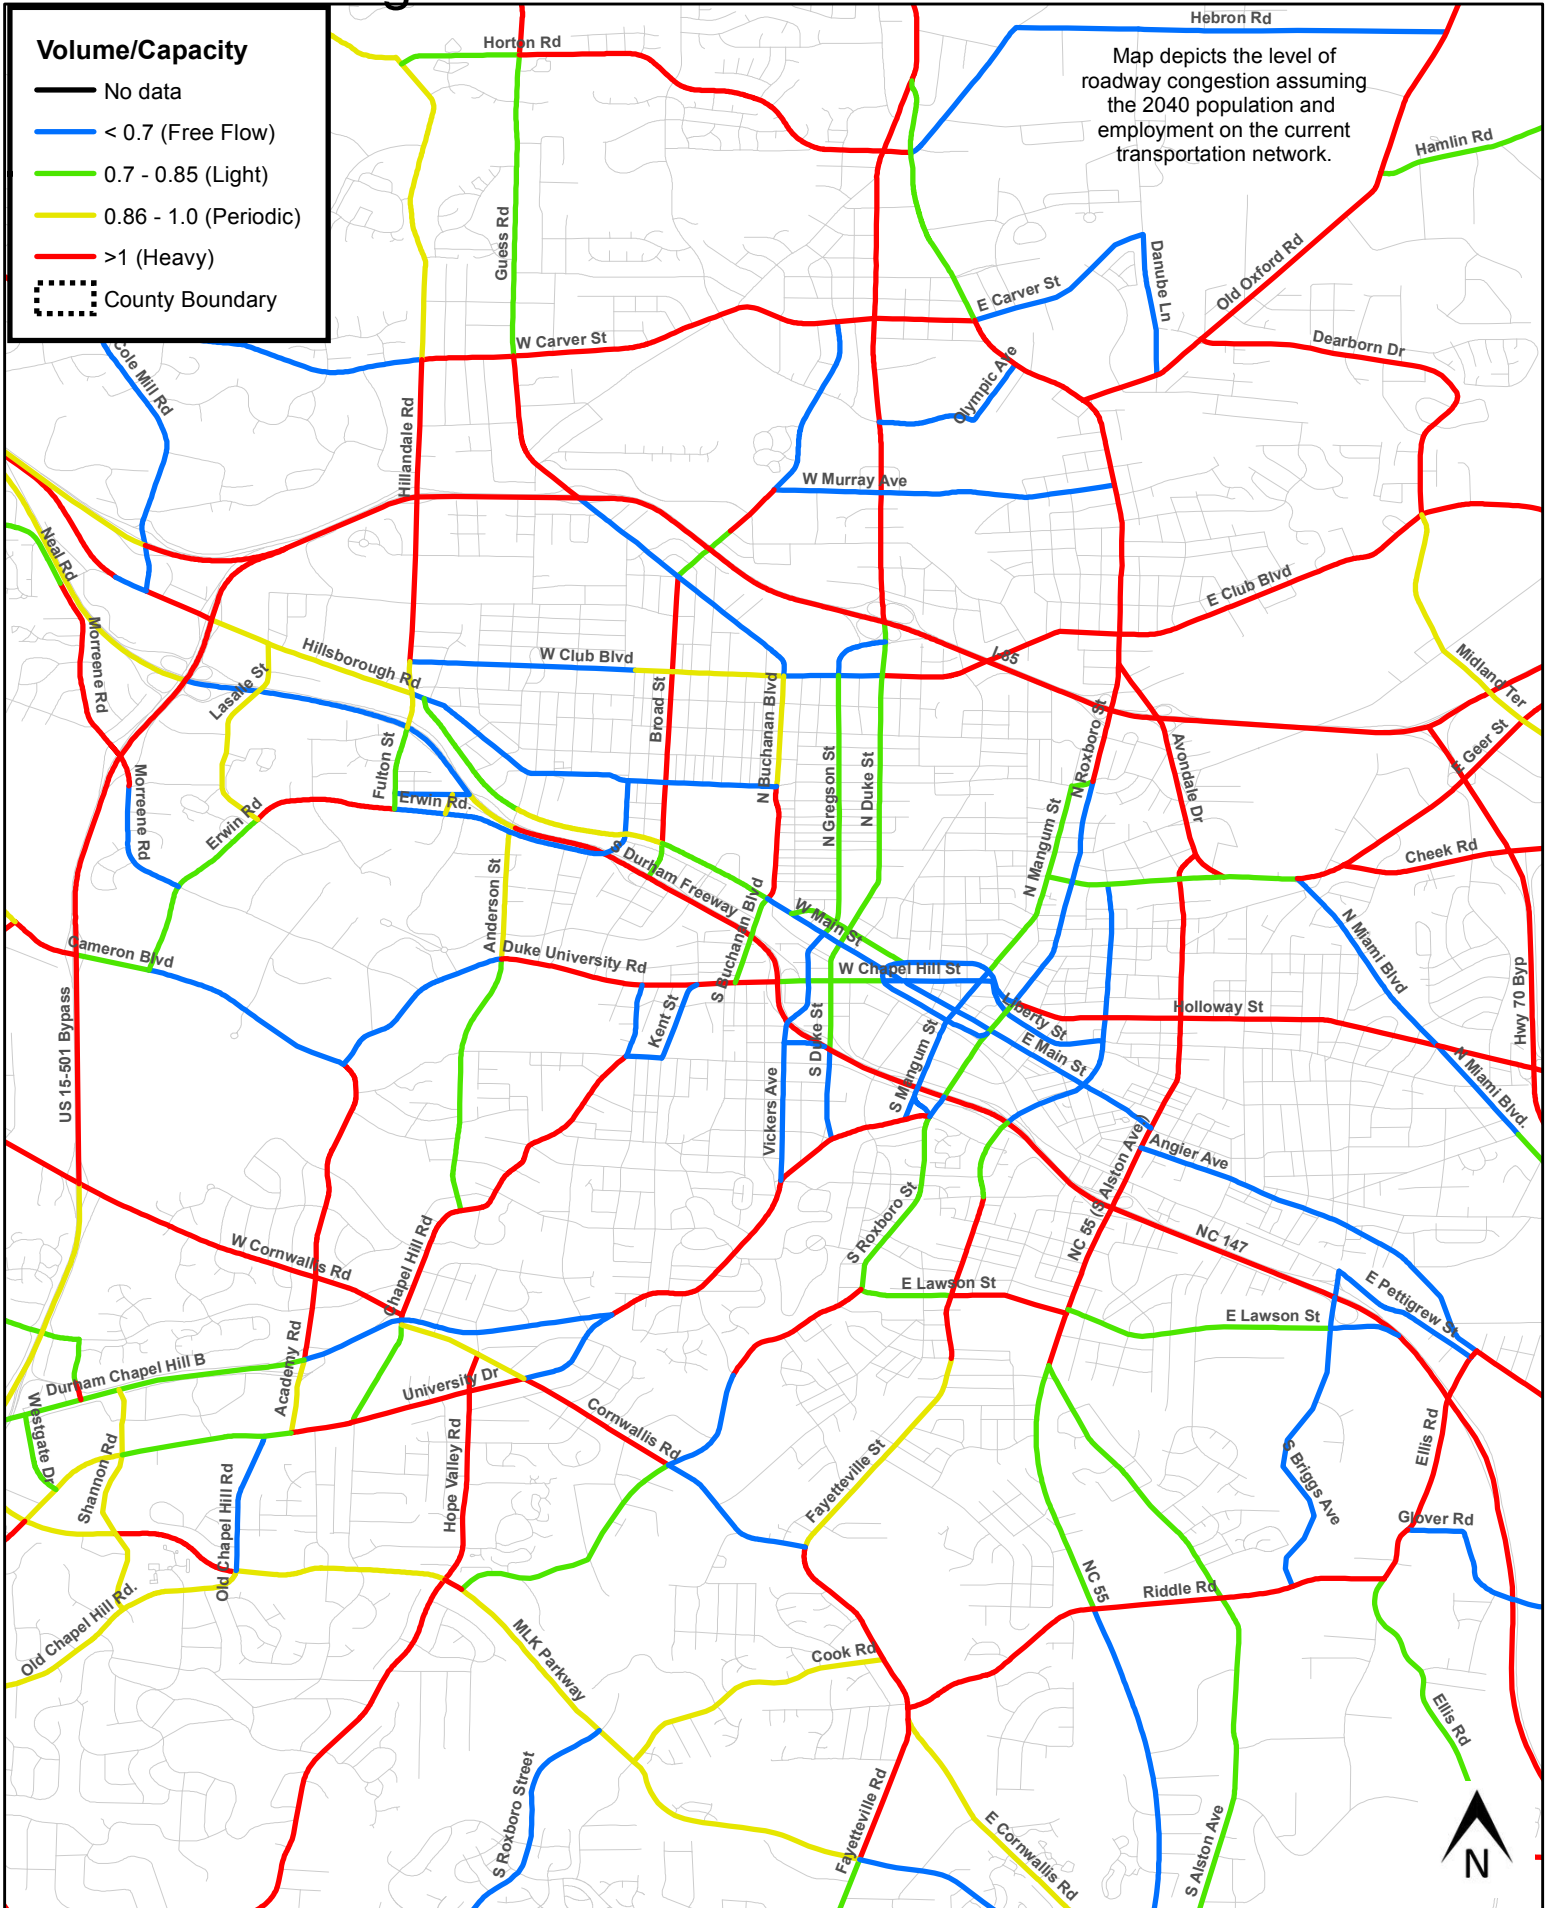 Volume/Capacity
No data
< 0.7 (Free Flow)
0.7 - 0.85 (Light)
0.86 - 1.0 (Periodic)
>1 (Heavy)
County Boundary
Map depicts the level of
roadway congestion assuming
the 2040 population and
employment on the current
transportation network.
Hebron Rd
Horton Rd
Hamlin Rd
Guess Rd
E Carver St
Danube Ln
Old Oxford Rd
W Carver St
Dearborn Dr
Cole Mill Rd
Olympic Ave
Hillandale Rd
W Murray Ave
Neal Rd
E Club Blvd
Morreene Rd
Hillsborough Rd
W Club Blvd
I-85
Midland Ter
Lasalle St
Broad St
N Buchanan Blvd
N Roxboro St
Fulton St
N Gregson St
N Duke St
Avondale Dr
E Geer St
Morreene Rd
Erwin Rd.
Erwin Rd
S Durham Freeway
N Mangum St
Cheek Rd
Anderson St
S Buchanan Blvd
W Main St
N Miami Blvd
Cameron Blvd
Duke University Rd
W Chapel Hill St
US 15-501 Bypass
Kent St
S Duke St
Liberty St
Holloway St
Hwy 70 Byp
E Main St
S Mangum St
N Miami Blvd.
Vickers Ave
NC 55 (S Alston Ave)
Angier Ave
S Roxboro St
W Cornwallis Rd
Chapel Hill Rd
NC 147
E Lawson St
E Pettigrew St
E Lawson St
Academy Rd
Durham Chapel Hill B
University Dr
Westgate Dr
Cornwallis Rd
Shannon Rd
Hope Valley Rd
Old Chapel Hill Rd
Fayetteville St
S Briggs Ave
Ellis Rd
Glover Rd
NC 55
Riddle Rd
Old Chapel Hill Rd.
MLK Parkway
Cook Rd
Ellis Rd
S Roxboro Street
Fayetteville Rd
E Cornwallis Rd
S Alston Ave
N